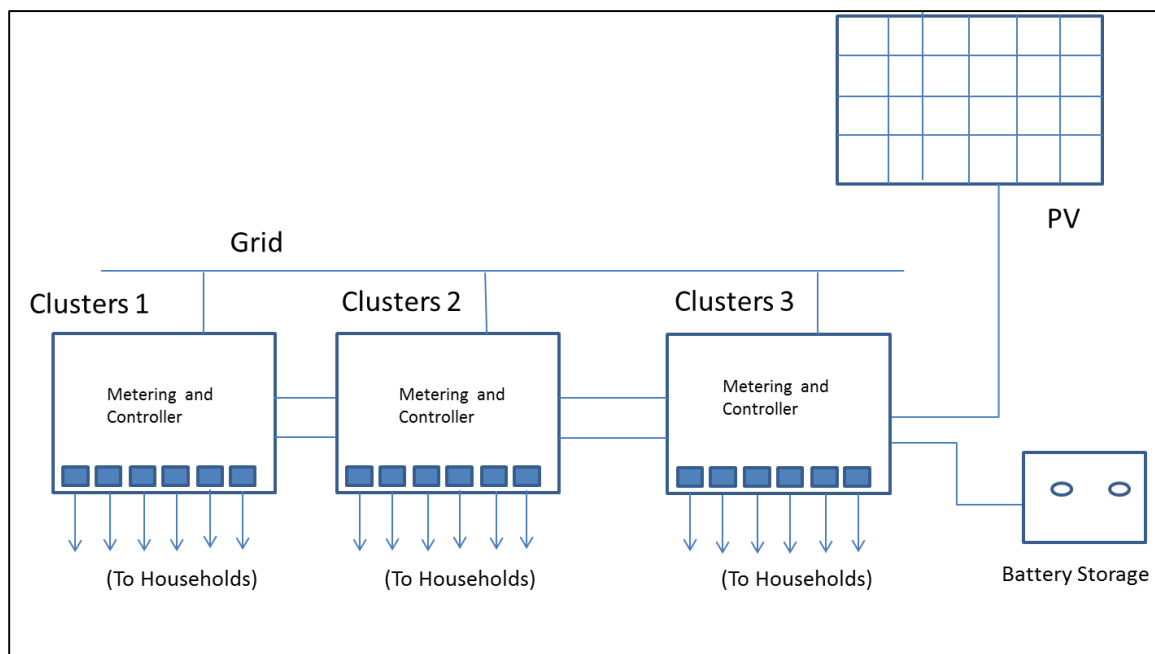 PV
Grid
Clusters 1
Clusters 2
Clusters 3
Metering and
Controller
Metering and
Controller
Metering and
Controller
(To Households)
(To Households)
(To Households)
Battery Storage